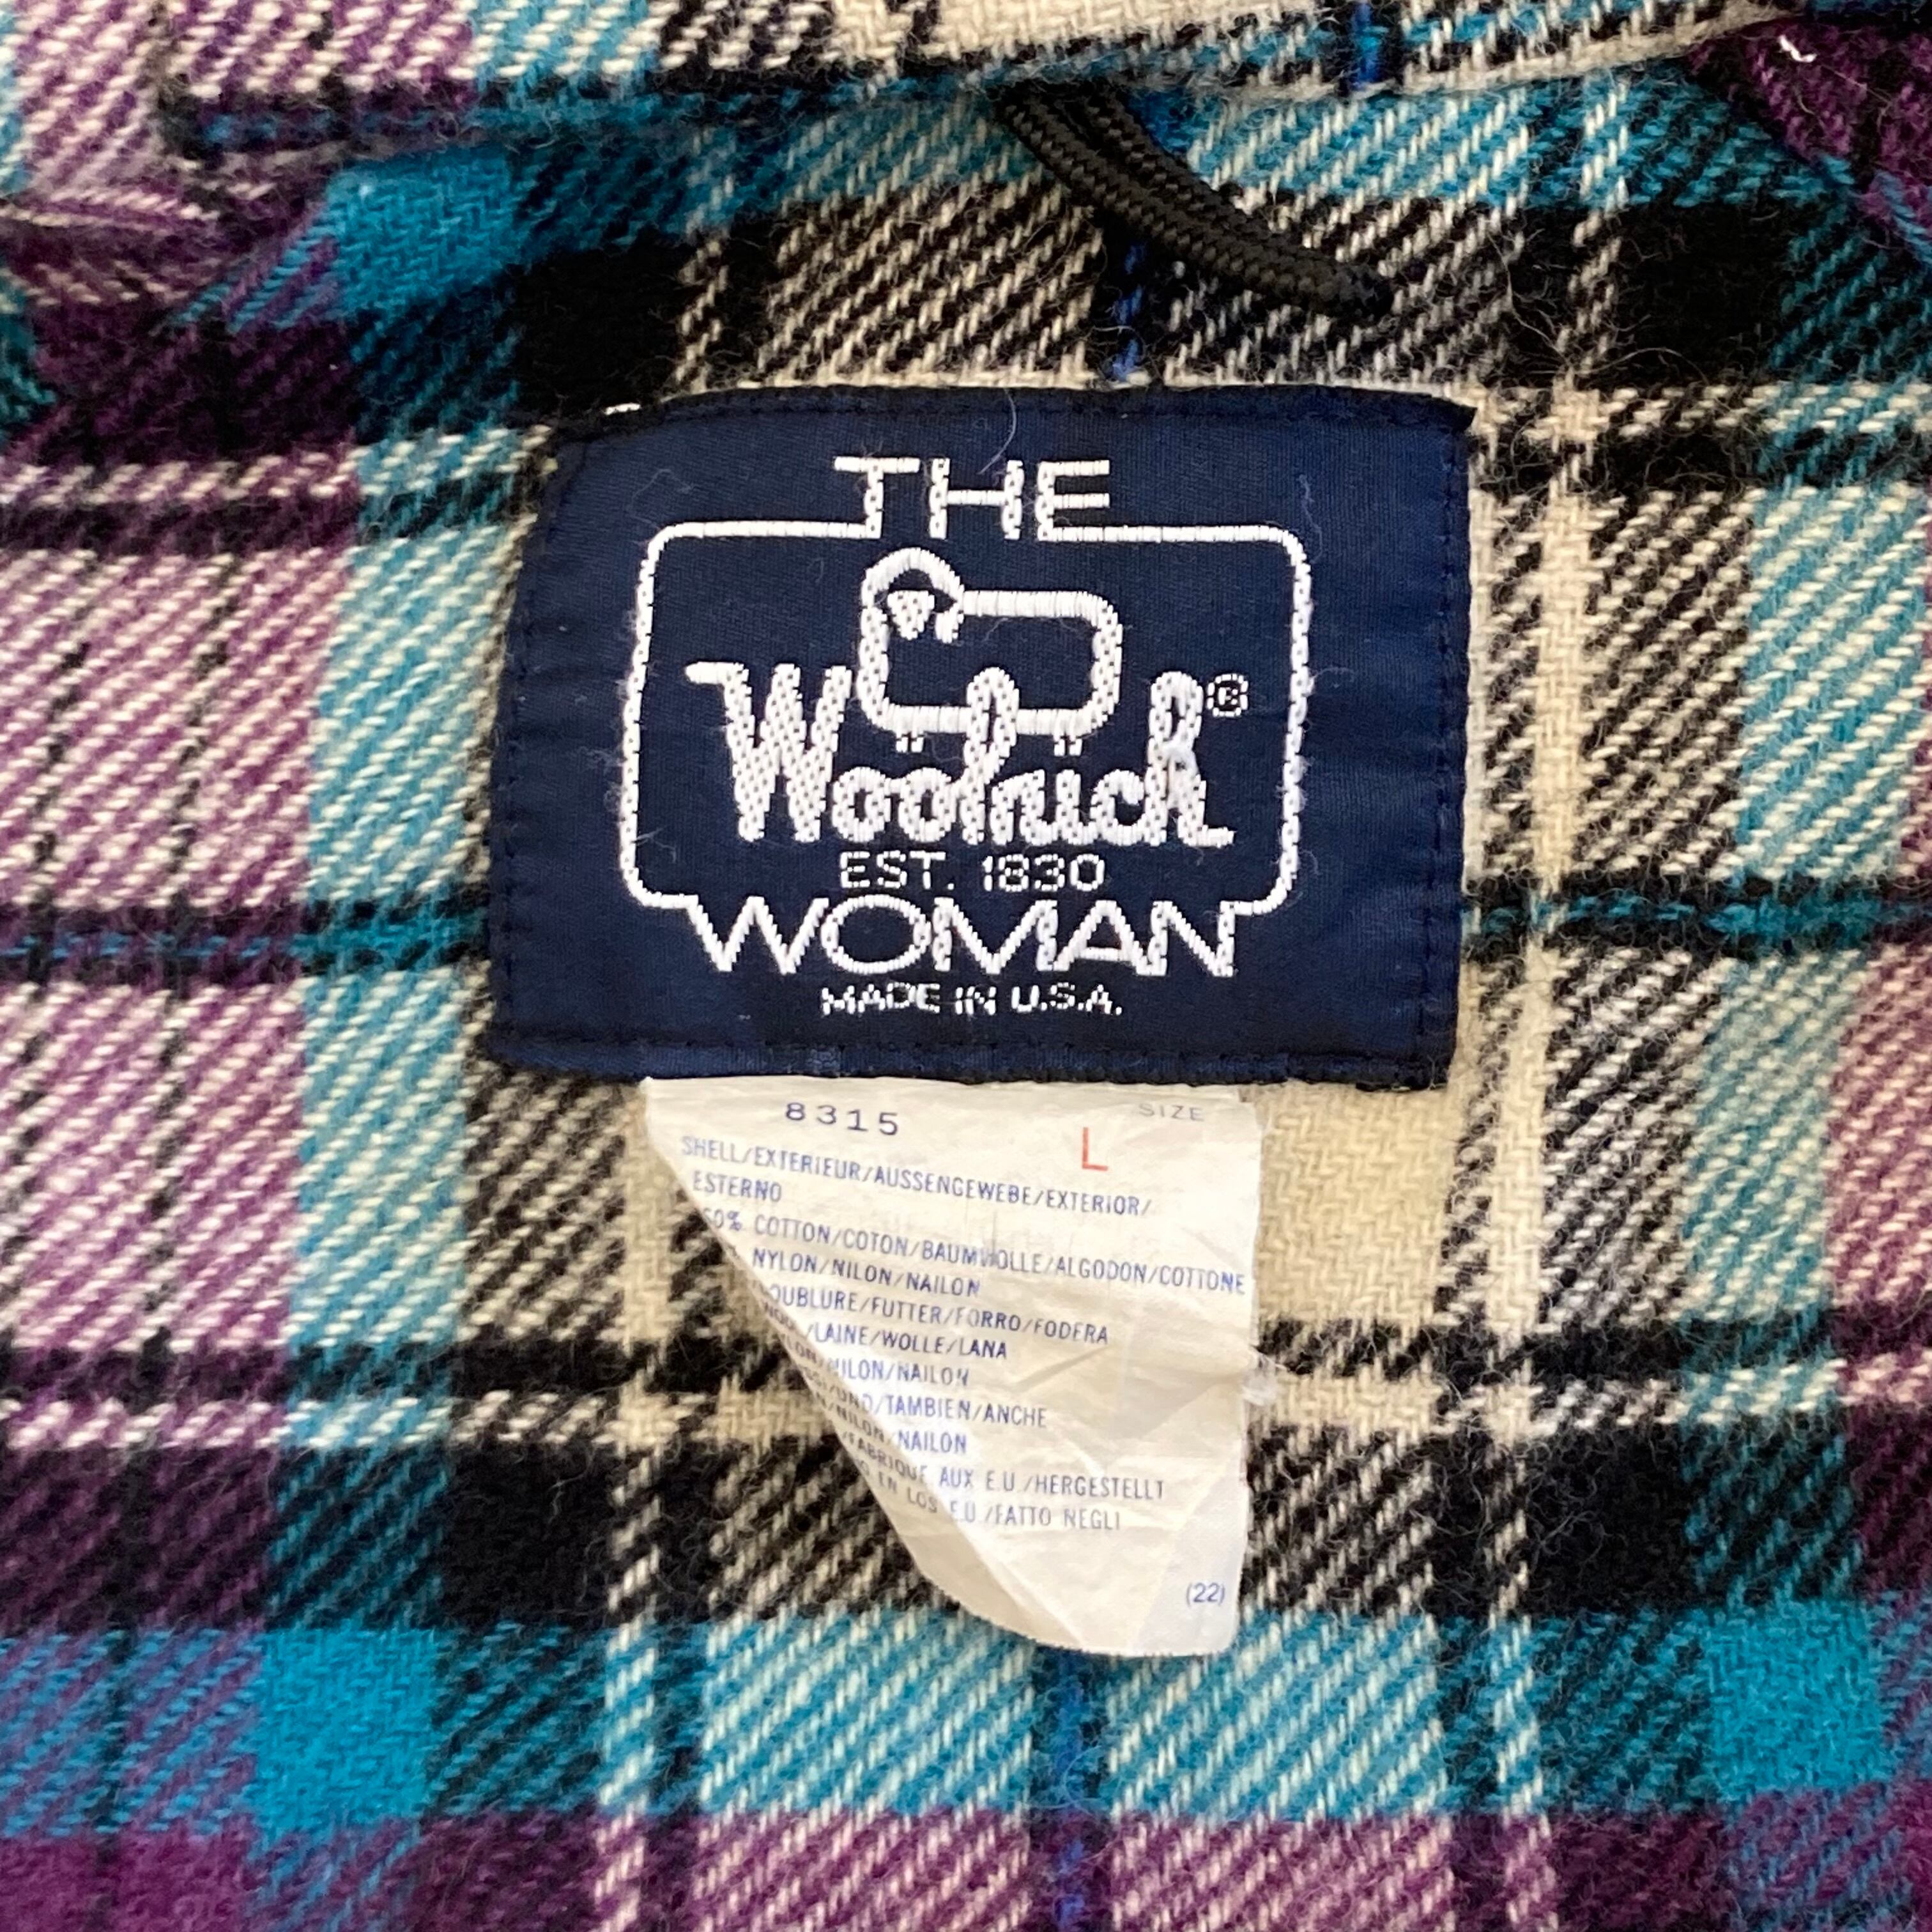 THE
Woolrich®
EST. 1830
WOMAN
MADE IN U.S.A.
8315 SIZE
L
SHELL/EXTERIEUR/AUSSENGEWEBE/EXTERIOR/
ESTERNO
COTTON/COTON/BAUMWOLLE/ALGODON/COTTONE
NYLON/NILON/NAILON
/FUTTER/FORRO/FODERA
/LAINE/WOLLE/LANA
/NILON/NAILON
/UND/TAMBIEN/ANCHE
/NILON/NAILON
/FABRIQUE AUX E.U./HERGESTELLT
EN LOS E.U./FATTO NEGLI
(22)